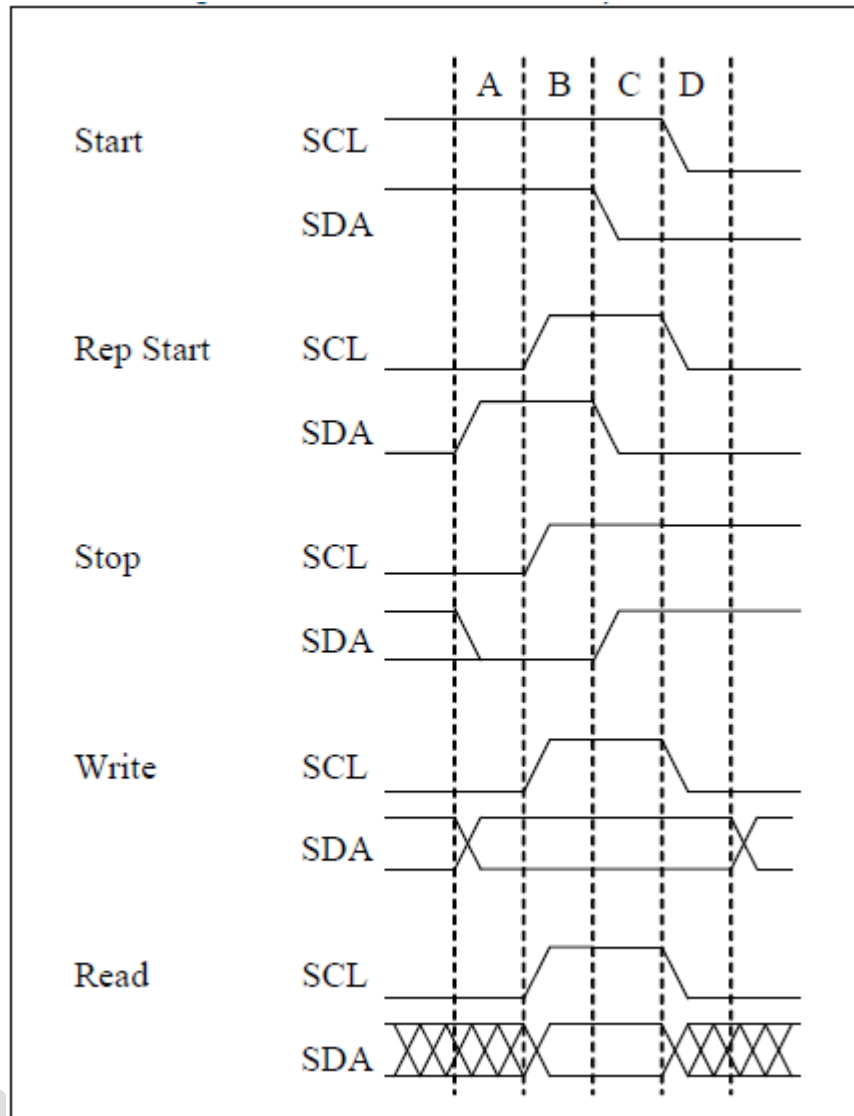 A B C D
Start SCL
SDA
Rep Start SCL
SDA
Stop SCL
SDA
Write SCL
SDA
Read SCL
SDA